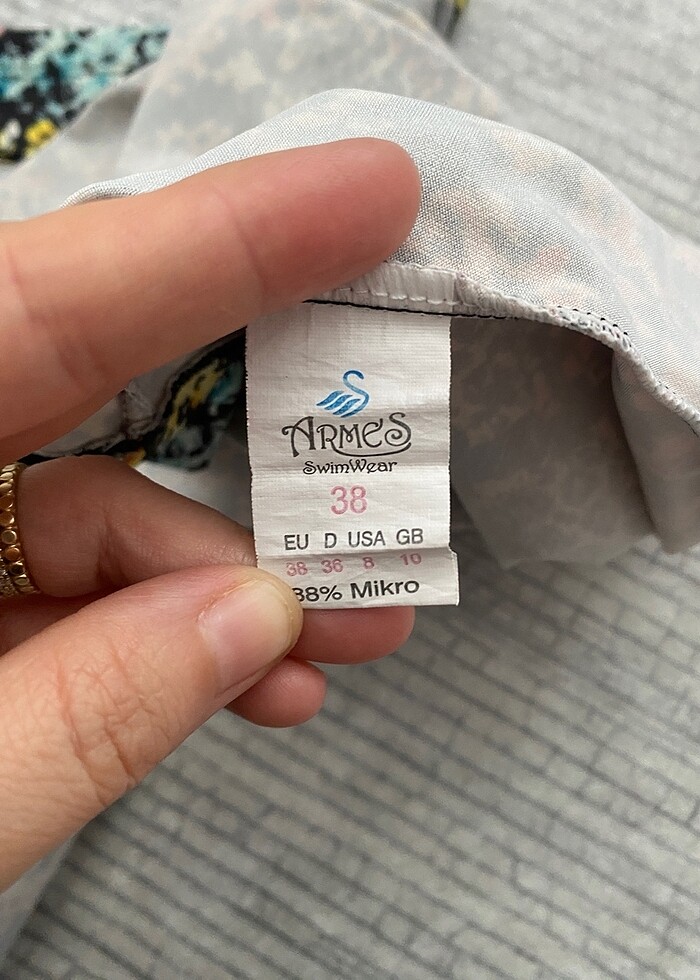 ARMES
SwimWear
38
EU D USA GB
38 36 8 10
88% Mikro